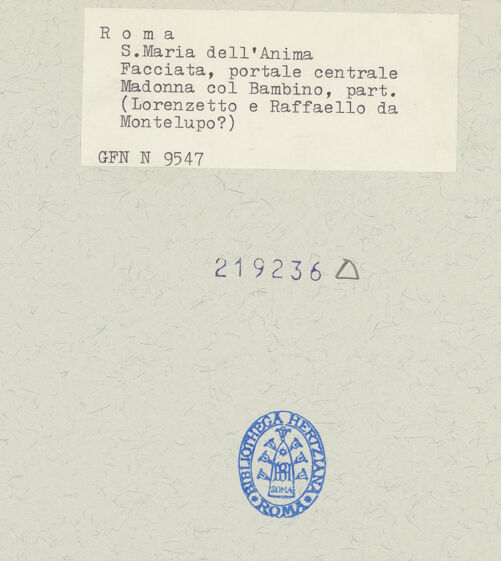 R o m a
S.Maria dell'Anima
Facciata, portale centrale
Madonna col Bambino, part.
(Lorenzetto e Raffaello da
Montelupo?)
GFN N 9547
219236
BIBLIOTHECA HERTZIANA
ROMA
ROMA